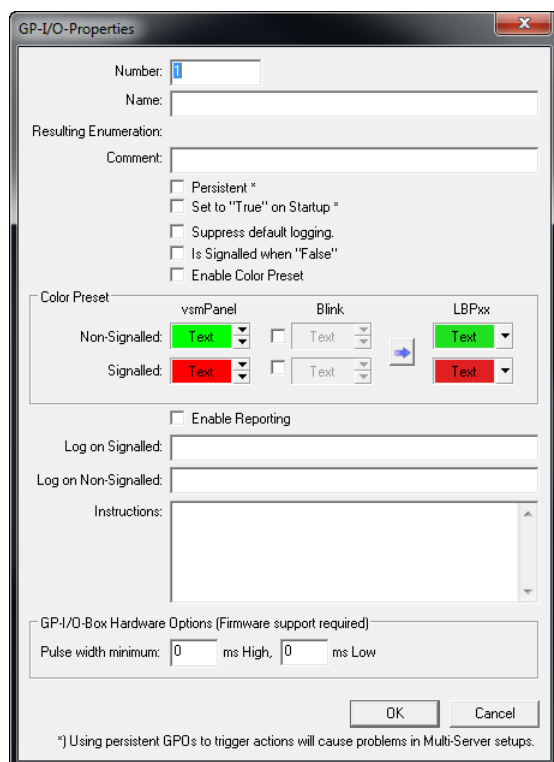 GP-I/O-Properties
Number: 1
Name:
Resulting Enumeration:
Comment:
Persistent *
Set to "True" on Startup *
Suppress default logging.
Is Signalled when "False"
Enable Color Preset
Color Preset
vsmPanel Blink LBPxx
Non-Signalled: Text Text Text
Signalled: Text Text Text
Enable Reporting
Log on Signalled:
Log on Non-Signalled:
Instructions:
GP-I/O-Box Hardware Options (Firmware support required)
Pulse width minimum: 0 ms High, 0 ms Low
OK Cancel
*) Using persistent GPOs to trigger actions will cause problems in Multi-Server setups.